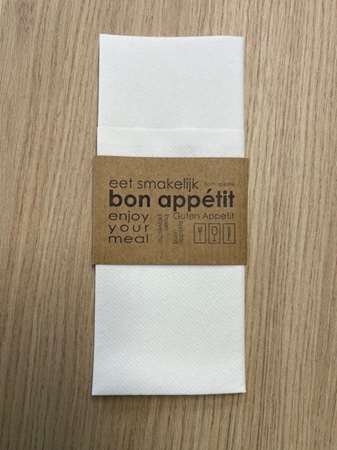 eet smakelijk
bon appétit
enjoy
your
meal
Guten Appetit